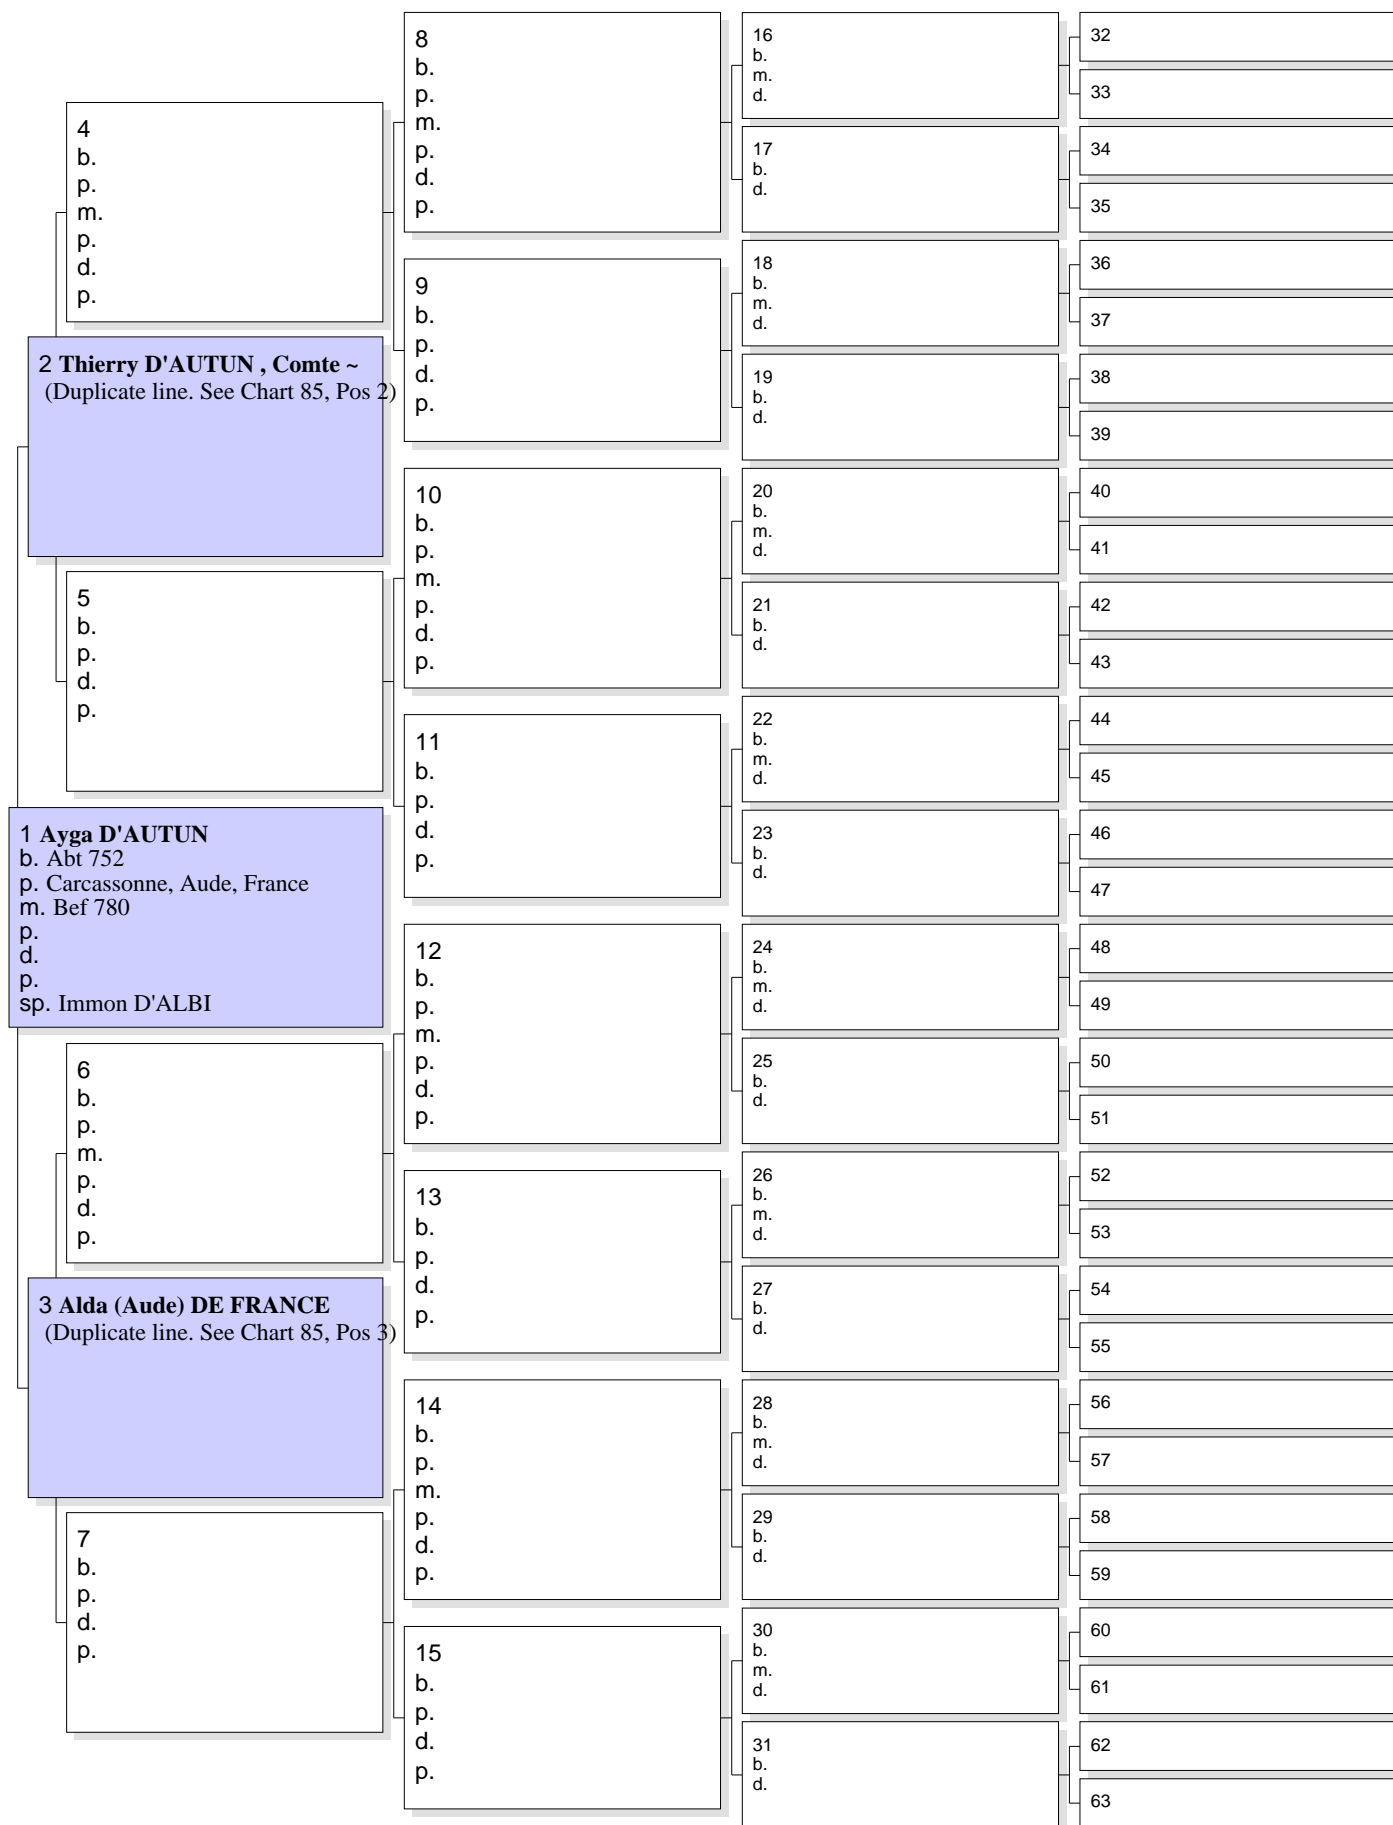 1 Ayga D'AUTUN
b. Abt 752
p. Carcassonne, Aude, France
m. Bef 780
p.
d.
p.
sp. Immon D'ALBI
2 Thierry D'AUTUN , Comte ~
(Duplicate line. See Chart 85, Pos 2)
3 Alda (Aude) DE FRANCE
(Duplicate line. See Chart 85, Pos 3)
4
b.
p.
m.
p.
d.
p.
5
b.
p.
d.
p.
6
b.
p.
m.
p.
d.
p.
7
b.
p.
d.
p.
8
b.
p.
m.
p.
d.
p.
9
b.
p.
d.
p.
10
b.
p.
m.
p.
d.
p.
11
b.
p.
d.
p.
12
b.
p.
m.
p.
d.
p.
13
b.
p.
d.
p.
14
b.
p.
m.
p.
d.
p.
15
b.
p.
d.
p.
16
b.
m.
d.
17
b.
d.
18
b.
m.
d.
19
b.
d.
20
b.
m.
d.
21
b.
d.
22
b.
m.
d.
23
b.
d.
24
b.
m.
d.
25
b.
d.
26
b.
m.
d.
27
b.
d.
28
b.
m.
d.
29
b.
d.
30
b.
m.
d.
31
b.
d.
32
33
34
35
36
37
38
39
40
41
42
43
44
45
46
47
48
49
50
51
52
53
54
55
56
57
58
59
60
61
62
63